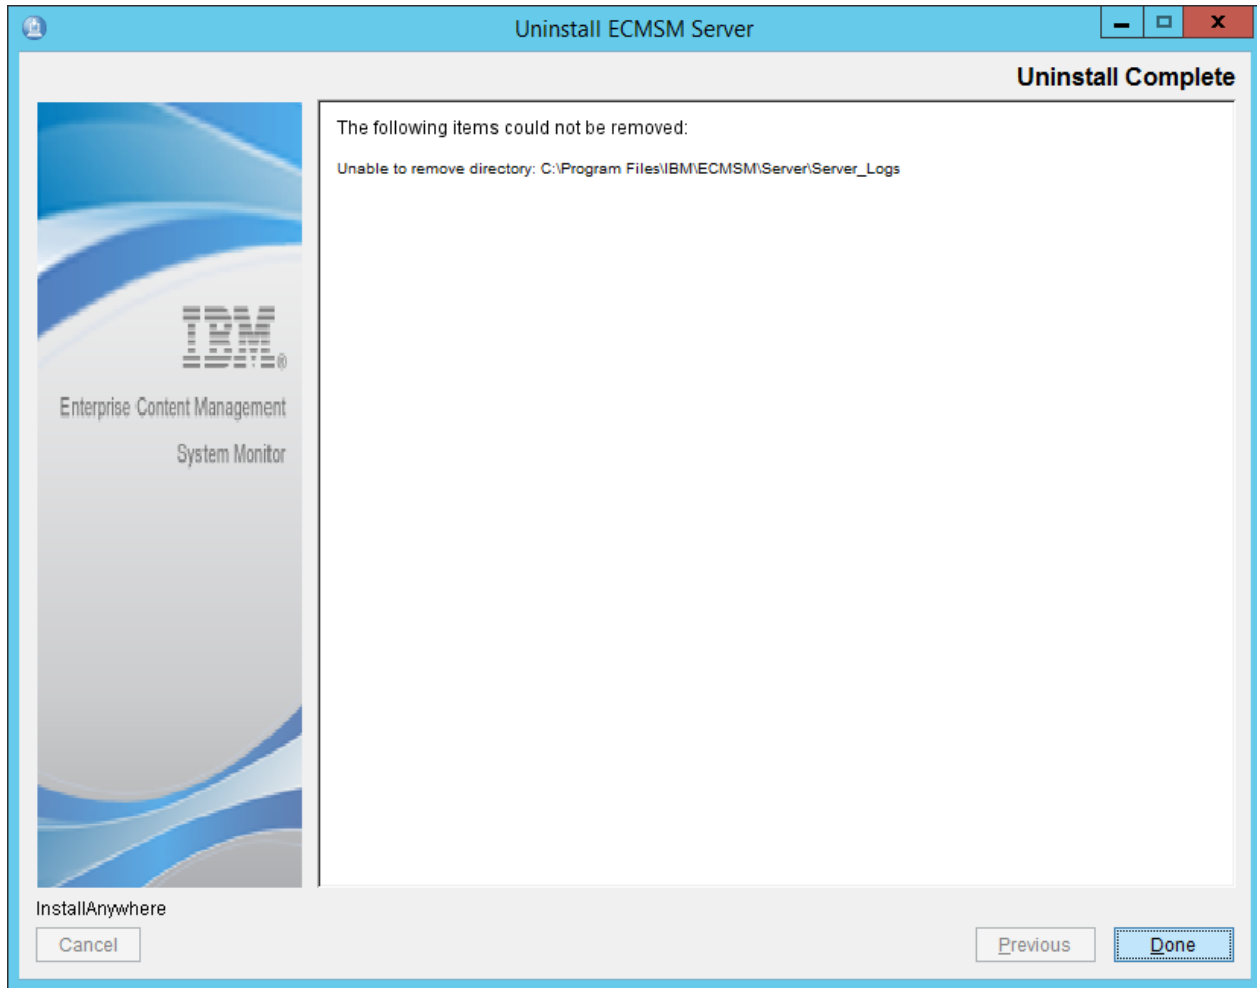 Uninstall ECMSM Server
Uninstall Complete
The following items could not be removed:
Unable to remove directory: C:\Program Files\IBM\ECMSM\Server\Server_Logs
IBM®
Enterprise Content Management
System Monitor
InstallAnywhere
Cancel
Previous
Done